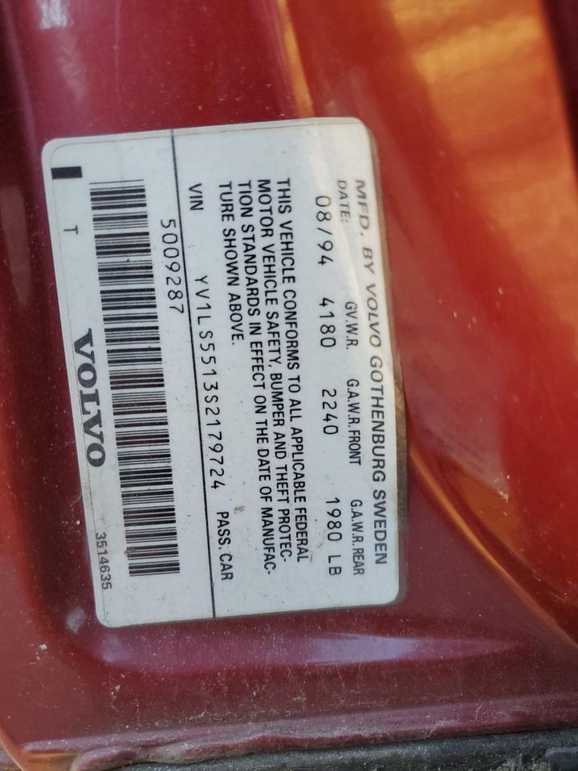 MFD. BY VOLVO GOTHENBURG SWEDEN
DATE: GV.W.R. G.A.W.R.FRONT G.A.W.R.REAR
08/94 4180 2240 1980 LB
THIS VEHICLE CONFORMS TO ALL APPLICABLE FEDERAL
MOTOR VEHICLE SAFETY, BUMPER AND THEFT PROTEC-
TION STANDARDS IN EFFECT ON THE DATE OF MANUFAC-
TURE SHOWN ABOVE.
VIN YV1LS5513S2179724 PASS. CAR
5009287
T VOLVO 3514635